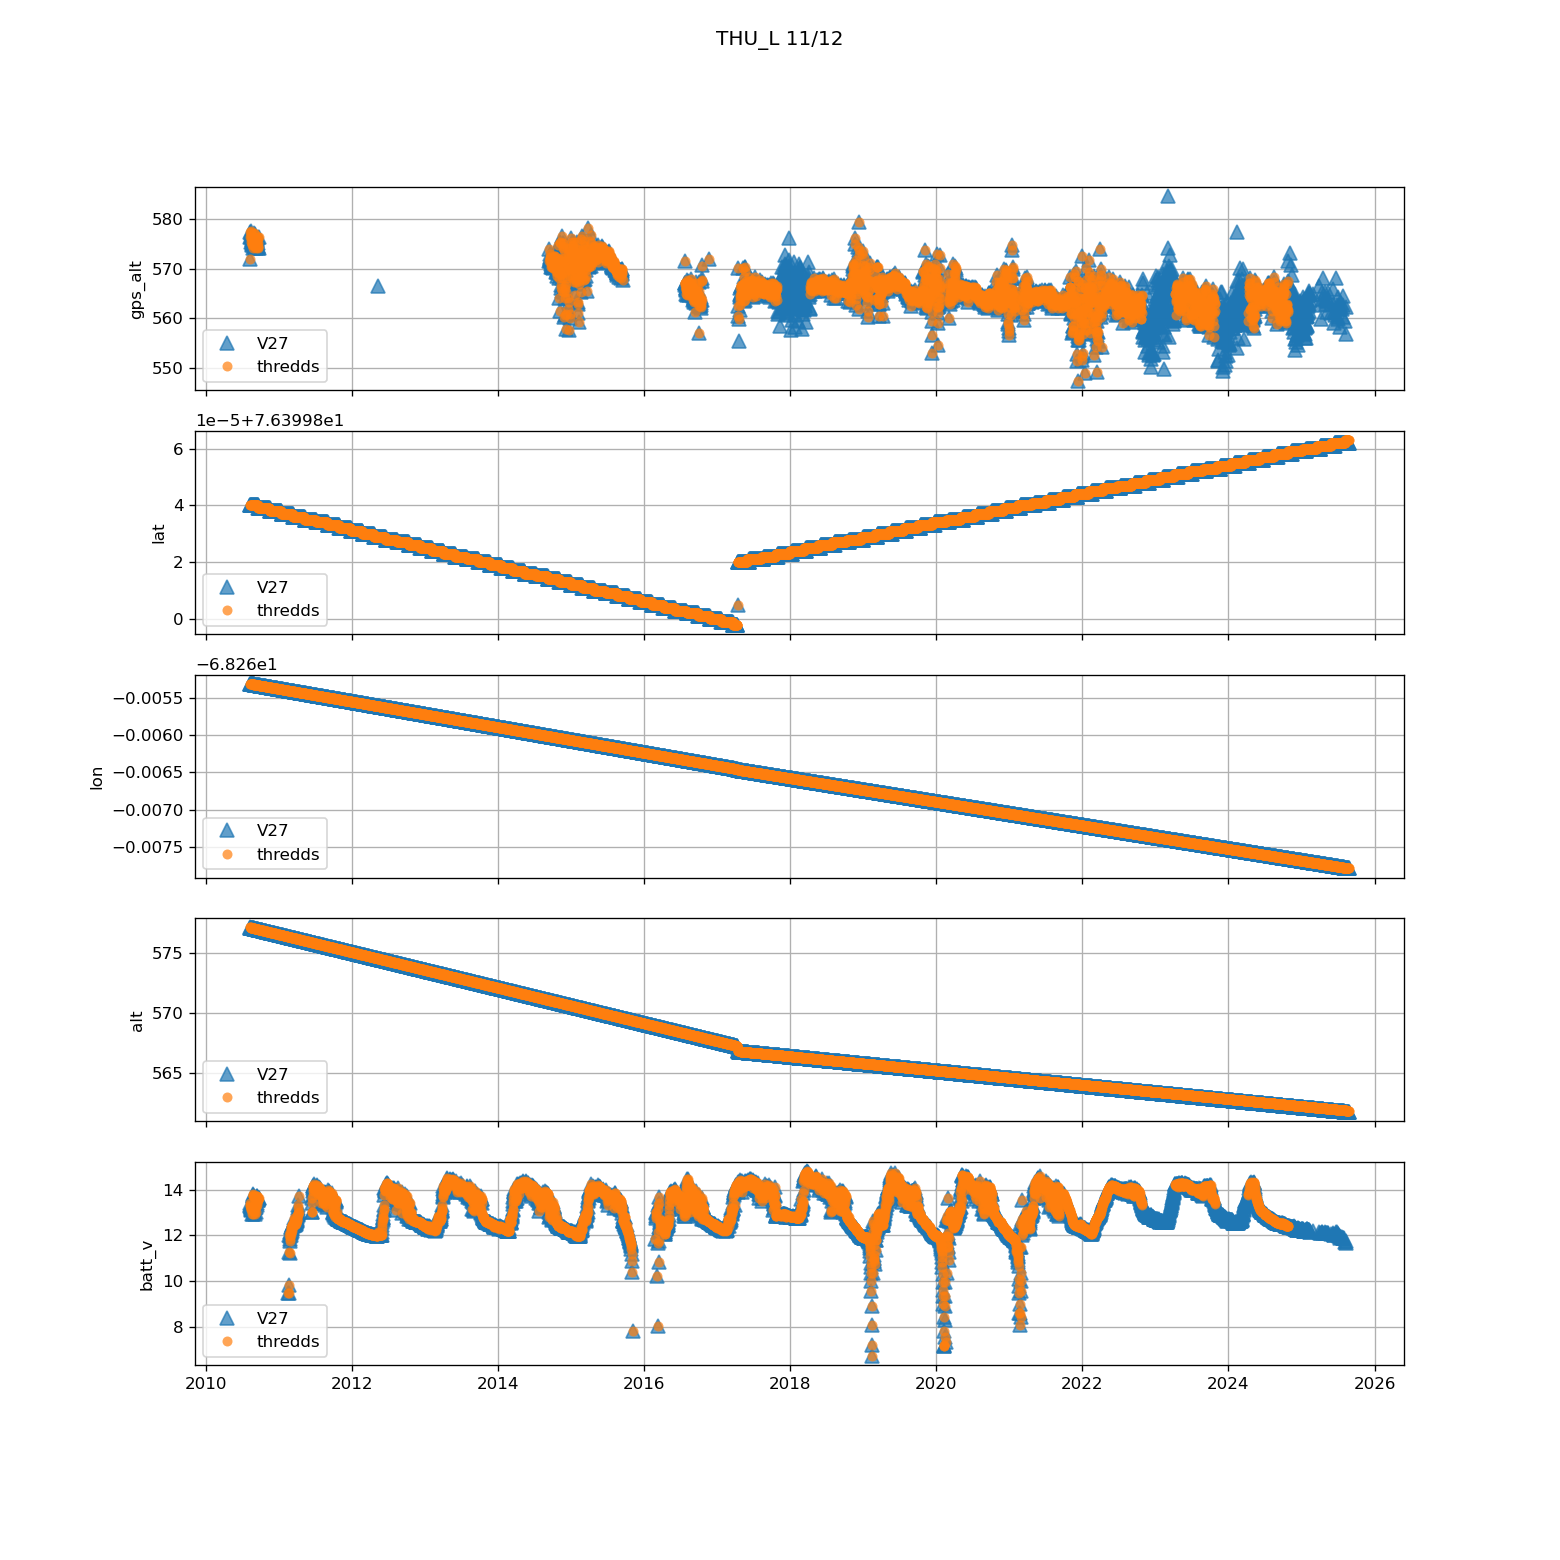 THU_L 11/12
gps_alt
580
570
560
550
V27
thredds
1e−5+7.63998e1
lat
6
4
2
0
V27
thredds
−6.826e1
lon
−0.0055
−0.0060
−0.0065
−0.0070
−0.0075
V27
thredds
alt
575
570
565
V27
thredds
batt_v
14
12
10
8
V27
thredds
2010 2012 2014 2016 2018 2020 2022 2024 2026